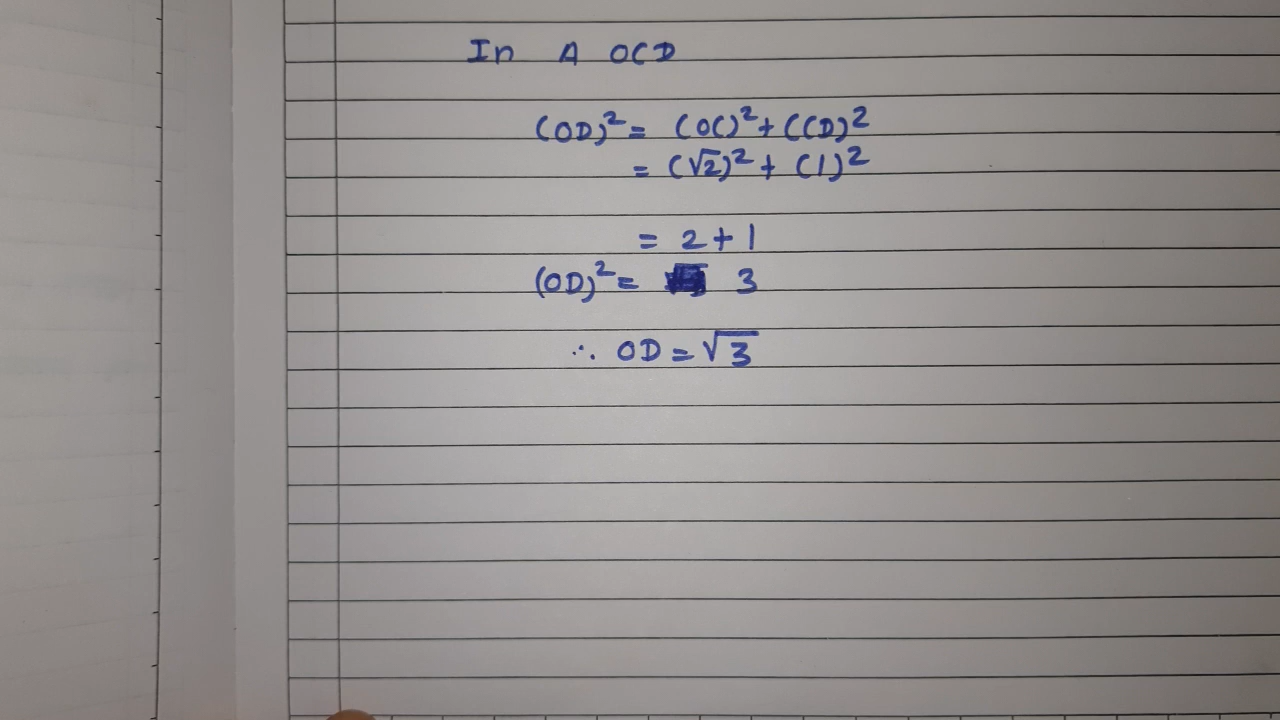 In A OCD
(OD)² = (OC)² + (CD)²
= (√2)² + (1)²
= 2 + 1
(OD)² = 3
∴ OD = √3